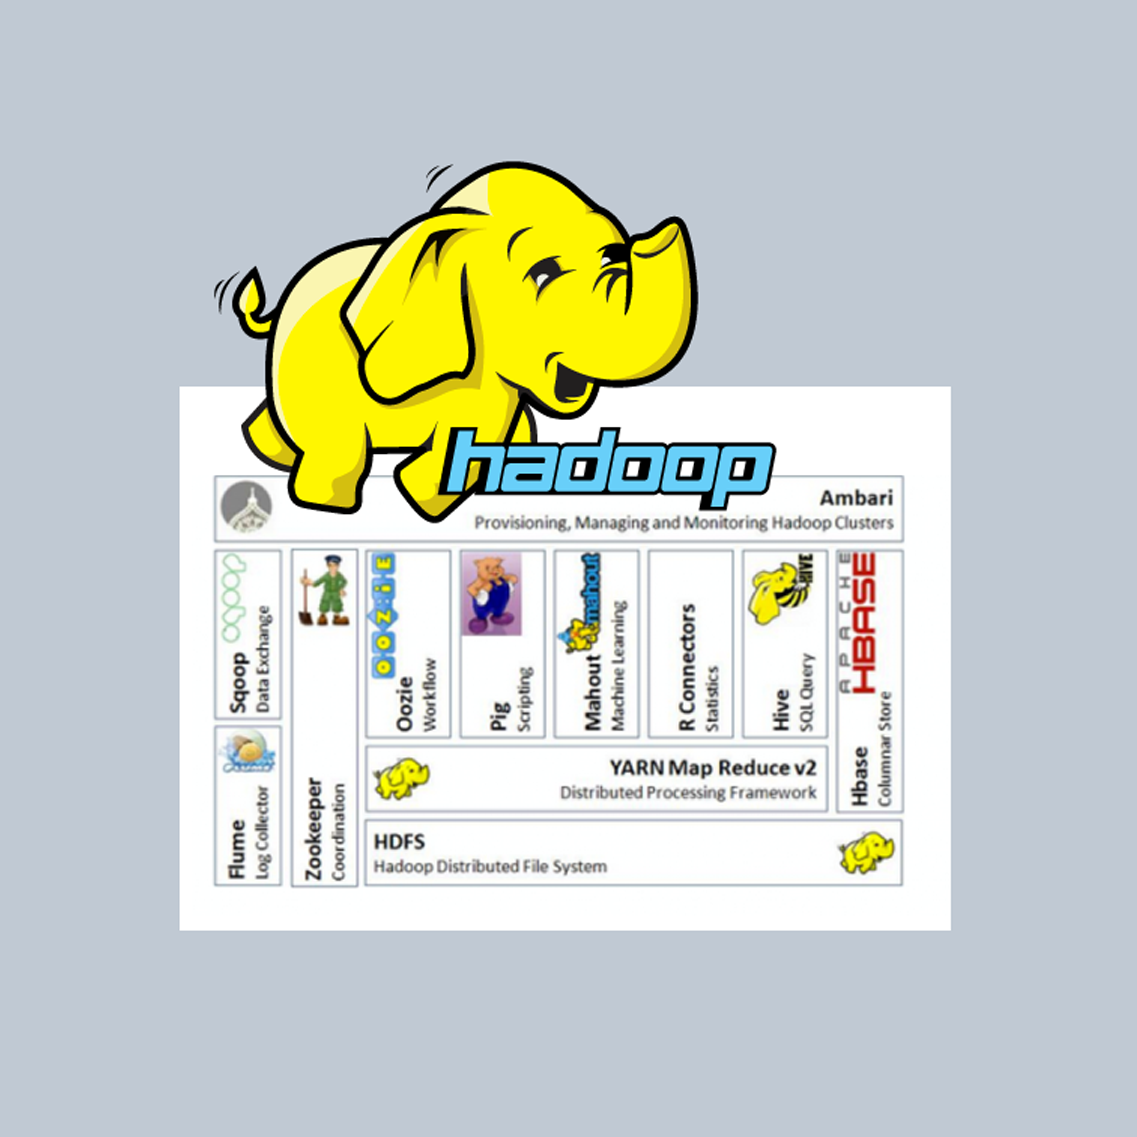 hadoop
Ambari
Provisioning, Managing and Monitoring Hadoop Clusters
sqoop
Sqoop
Data Exchange
Flume
Log Collector
Zookeeper
Coordination
OOZIE
Oozie
Workflow
Pig
Scripting
mahout
Mahout
Machine Learning
R Connectors
Statistics
HIVE
Hive
SQL Query
APACHE
HBASE
Hbase
Columnar Store
YARN Map Reduce v2
Distributed Processing Framework
HDFS
Hadoop Distributed File System